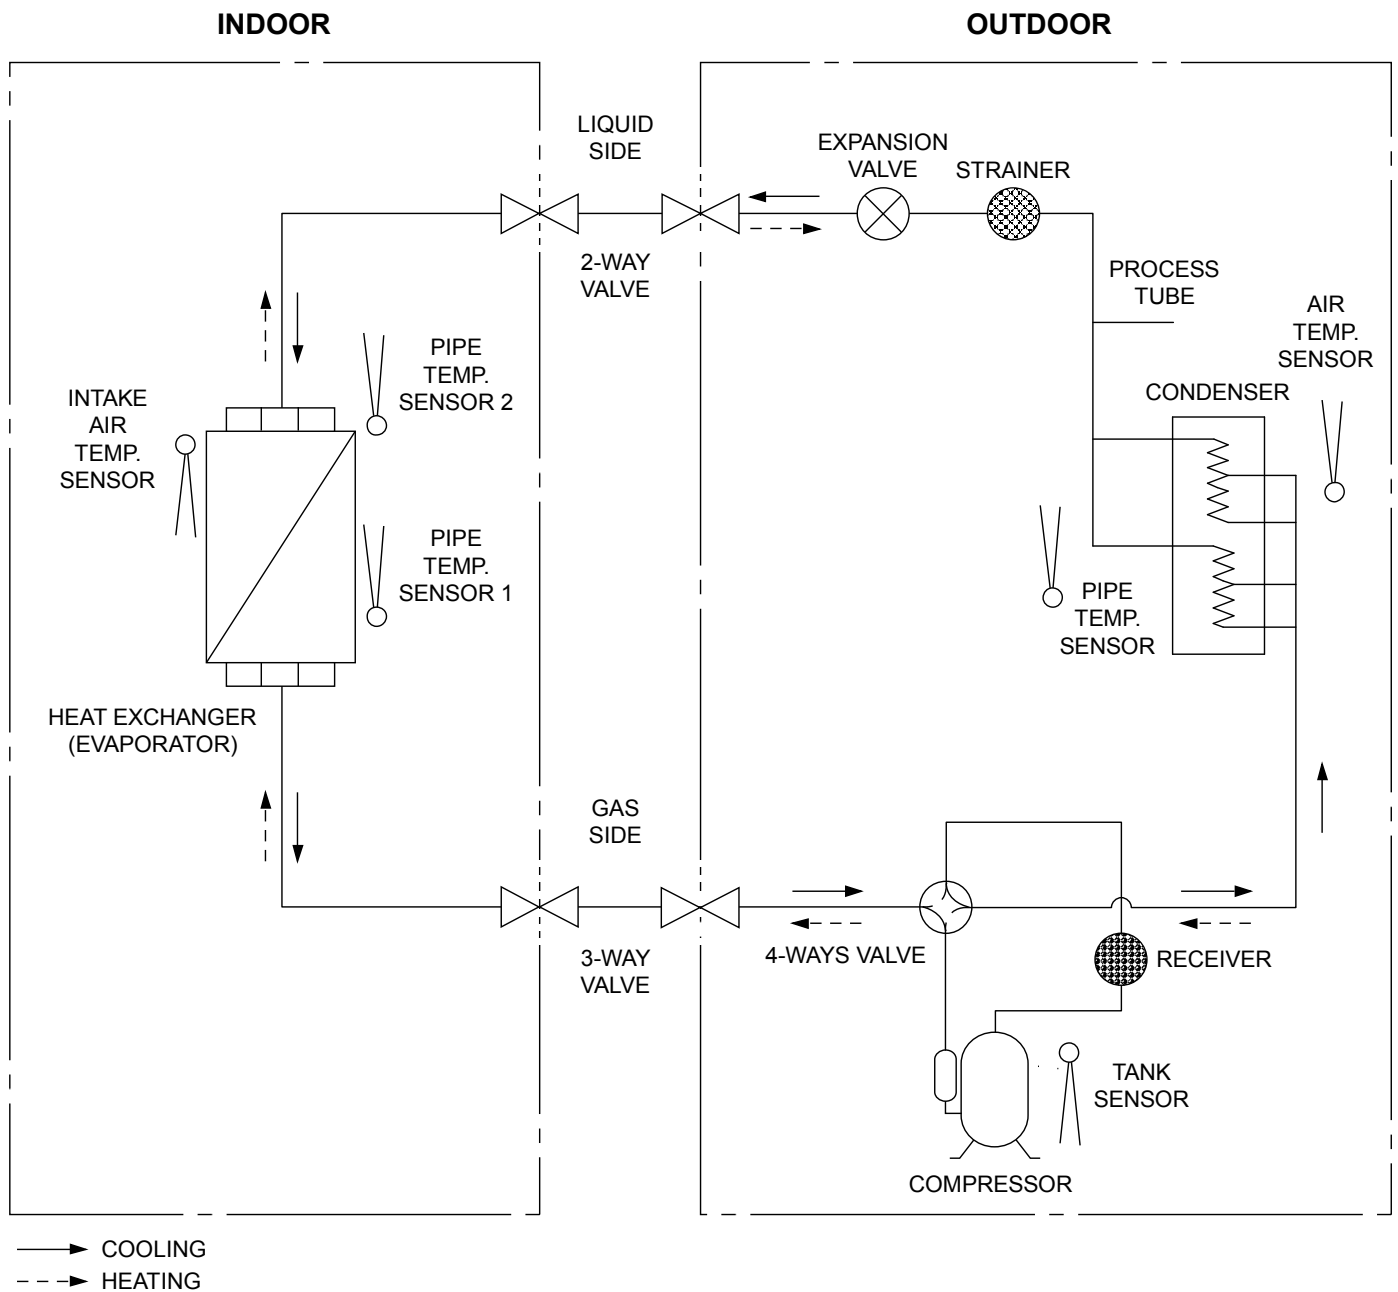 INDOOR
OUTDOOR
LIQUID
SIDE
EXPANSION
VALVE
STRAINER
2-WAY
VALVE
PROCESS
TUBE
AIR
TEMP.
SENSOR
PIPE
TEMP.
SENSOR 2
INTAKE
AIR
TEMP.
SENSOR
CONDENSER
PIPE
TEMP.
SENSOR 1
PIPE
TEMP.
SENSOR
HEAT EXCHANGER
(EVAPORATOR)
GAS
SIDE
3-WAY
VALVE
4-WAYS VALVE
RECEIVER
TANK
SENSOR
COMPRESSOR
COOLING
HEATING